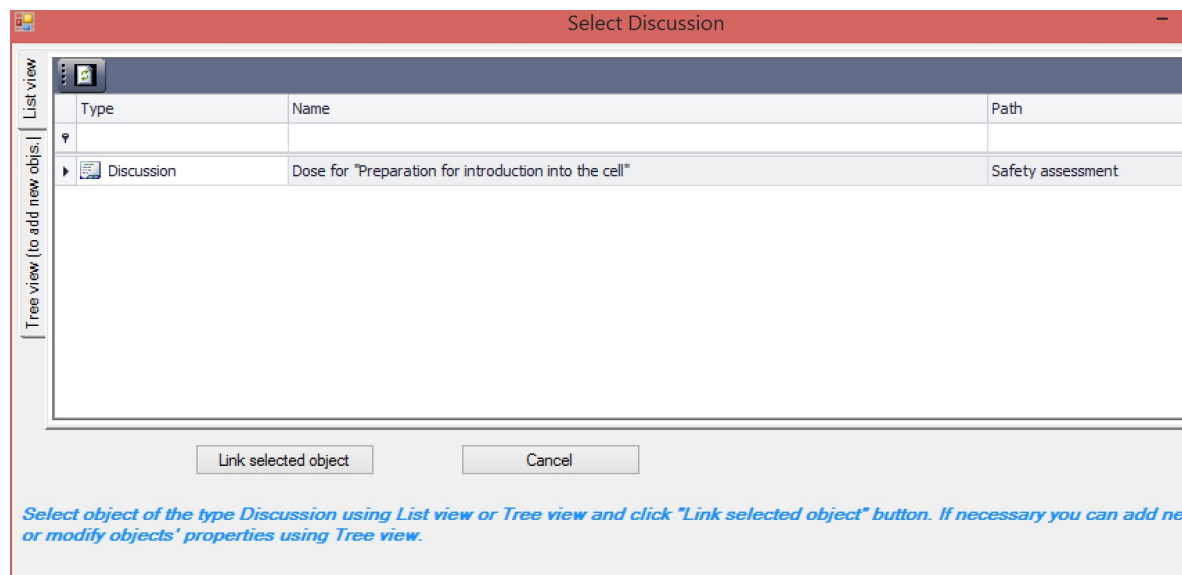 Select Discussion
List view
Tree view (to add new objs.)
Type Name Path
Discussion Dose for "Preparation for introduction into the cell" Safety assessment
Link selected object Cancel
Select object of the type Discussion using List view or Tree view and click "Link selected object" button. If necessary you can add ne
or modify objects' properties using Tree view.